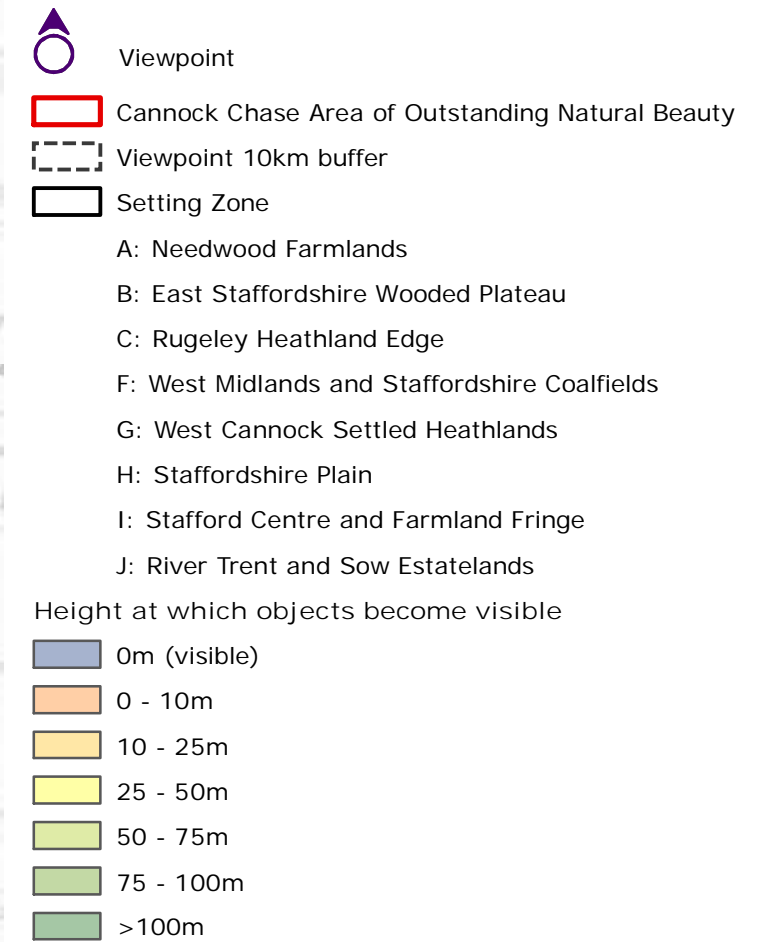 Viewpoint
Cannock Chase Area of Outstanding Natural Beauty
Viewpoint 10km buffer
Setting Zone
A: Needwood Farmlands
B: East Staffordshire Wooded Plateau
C: Rugeley Heathland Edge
F: West Midlands and Staffordshire Coalfields
G: West Cannock Settled Heathlands
H: Staffordshire Plain
I: Stafford Centre and Farmland Fringe
J: River Trent and Sow Estatelands
Height at which objects become visible
0m (visible)
0 - 10m
10 - 25m
25 - 50m
50 - 75m
75 - 100m
>100m